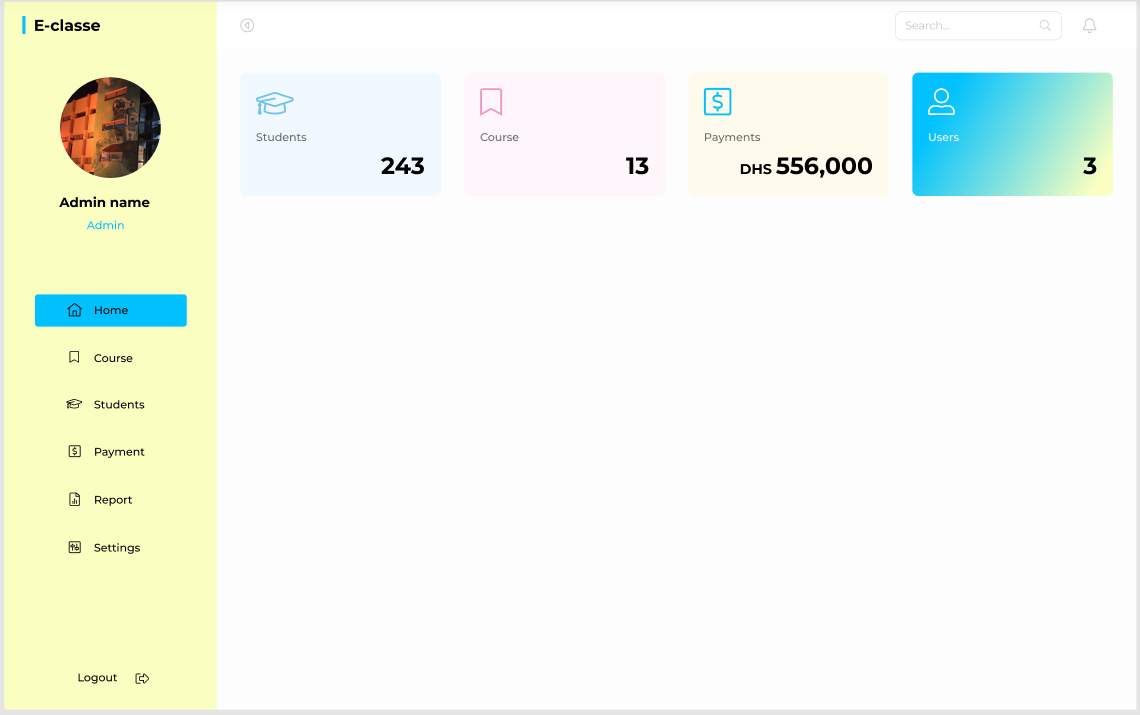 E-classe
Search...
Admin name
Admin
Home
Course
Students
Payment
Report
Settings
Logout
Students
243
Course
13
Payments
DHS 556,000
Users
3